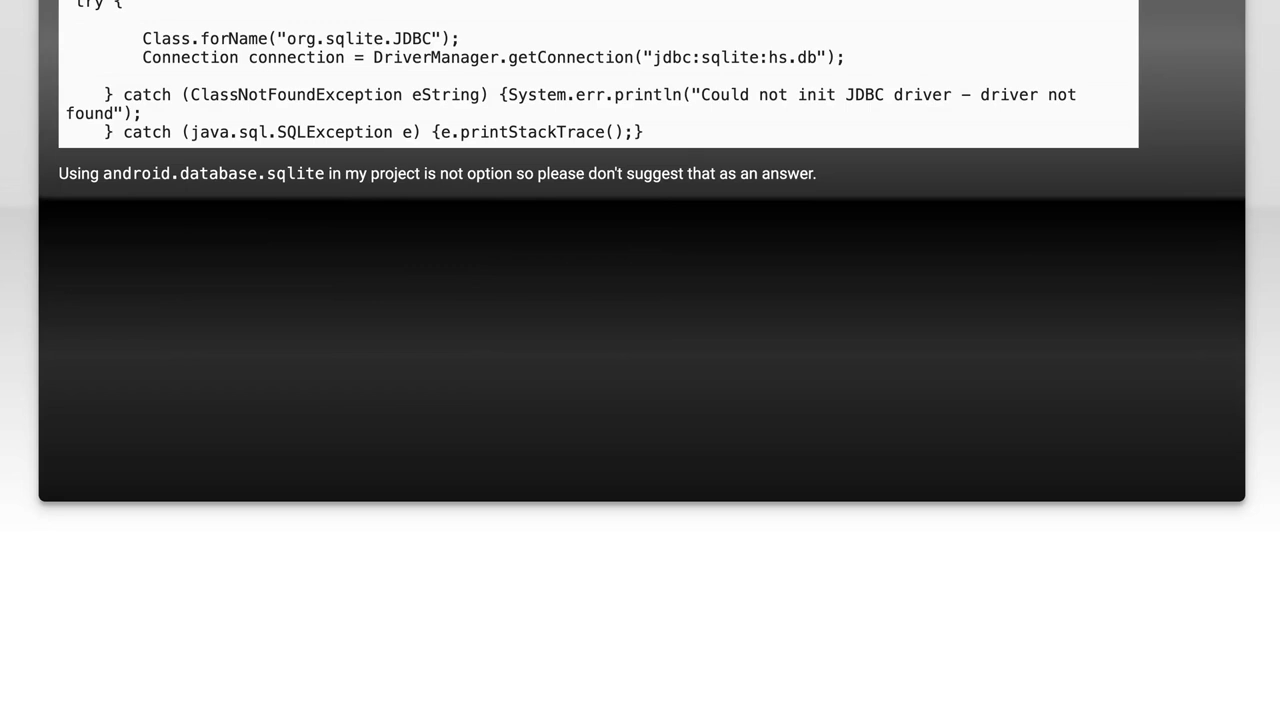 try {
Class.forName("org.sqlite.JDBC");
Connection connection = DriverManager.getConnection("jdbc:sqlite:hs.db");
} catch (ClassNotFoundException eString) {System.err.println("Could not init JDBC driver - driver not
found");
} catch (java.sql.SQLException e) {e.printStackTrace();}
Using android.database.sqlite in my project is not option so please don't suggest that as an answer.